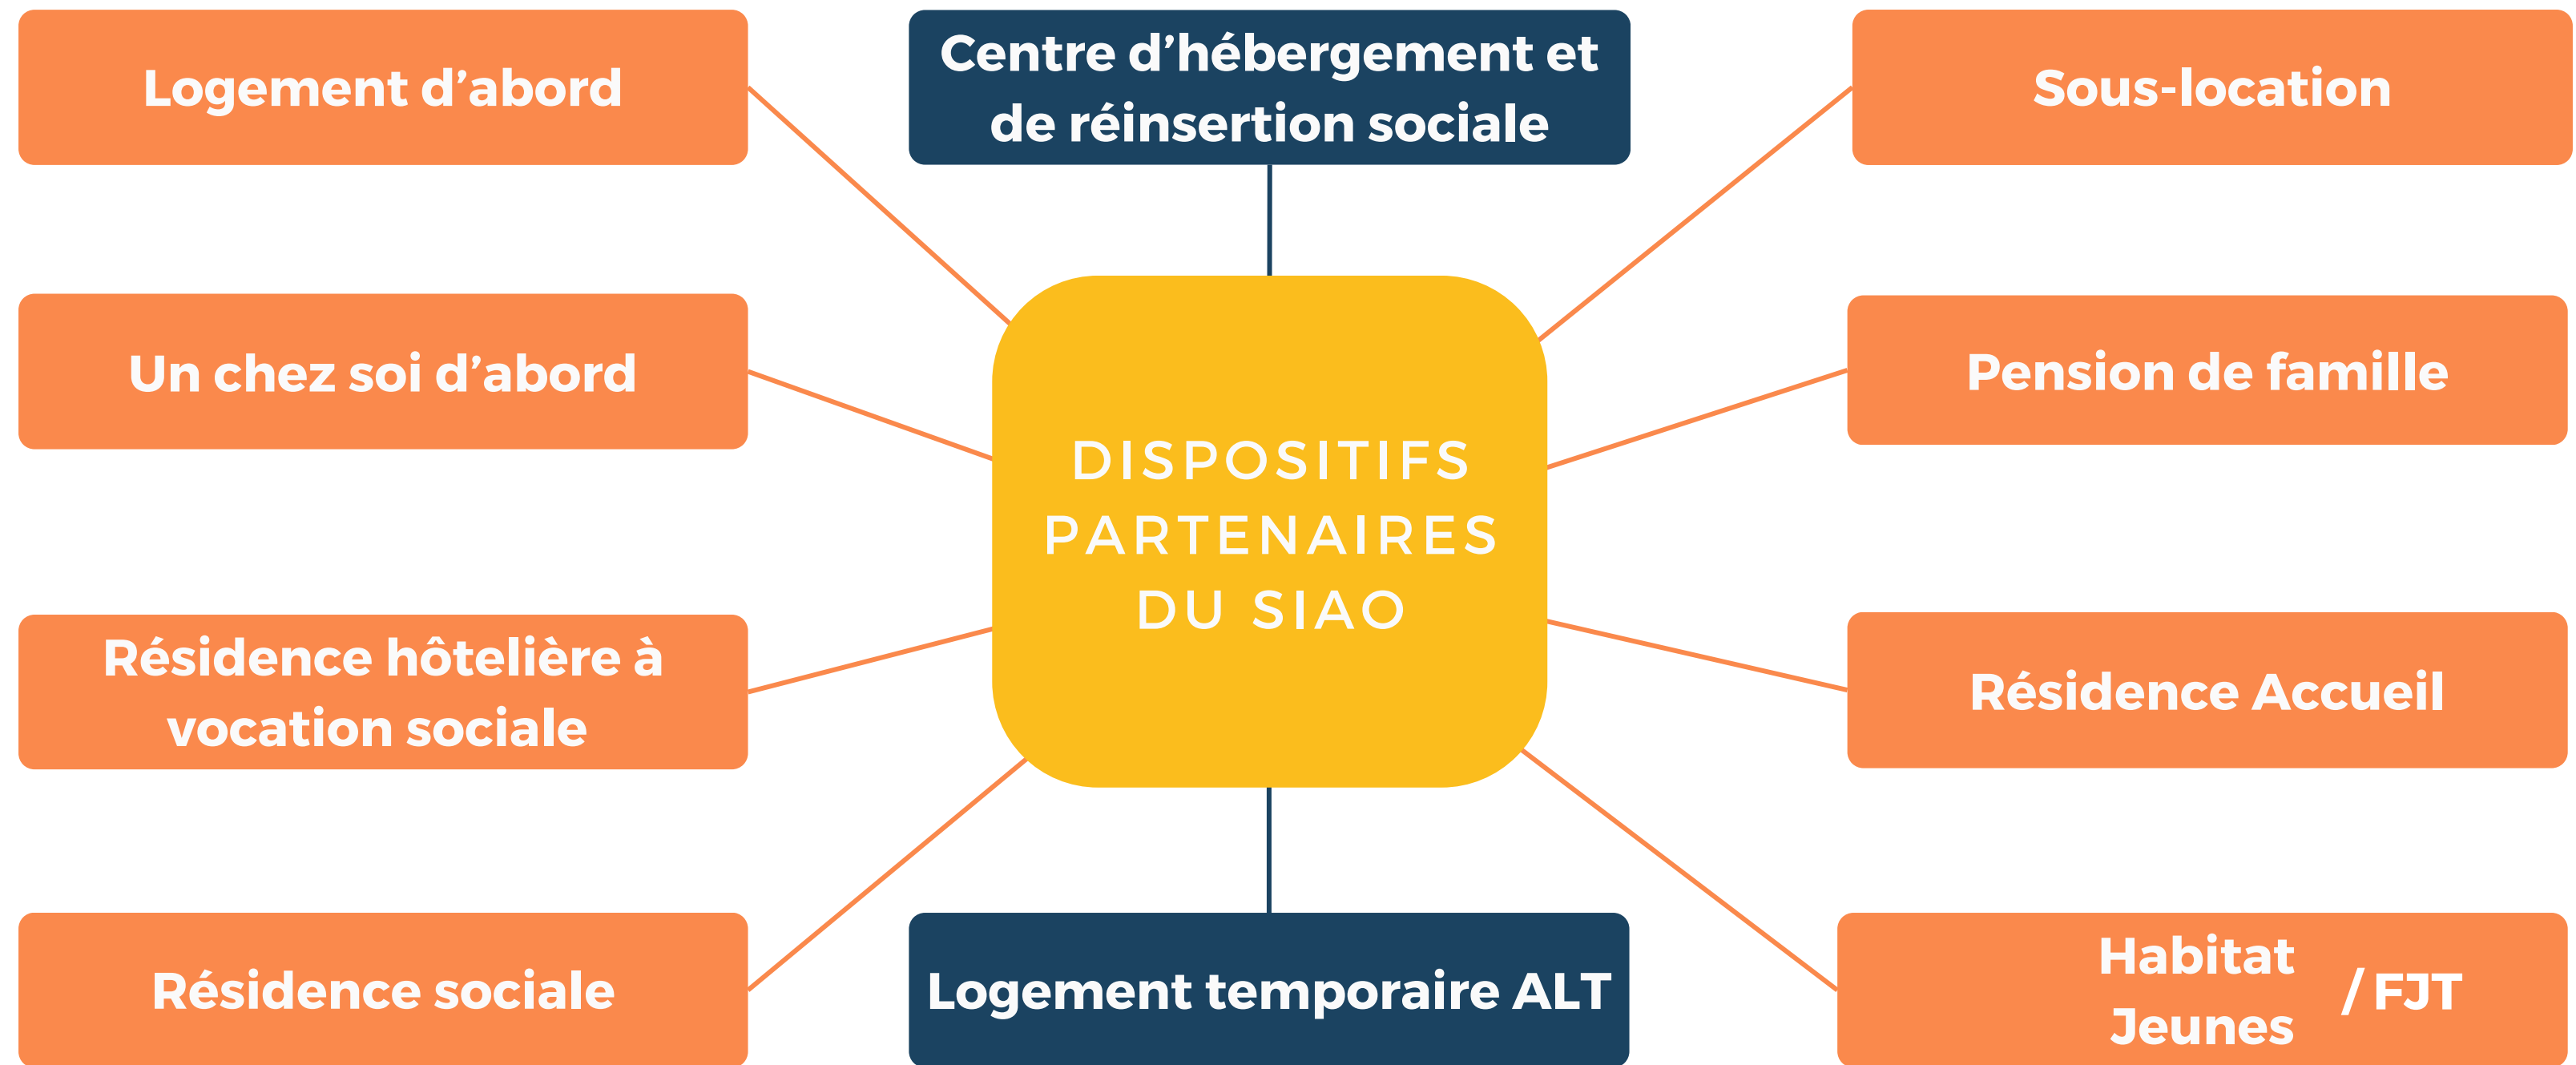 Logement d’abord
Centre d’hébergement et
de réinsertion sociale
Sous-location
Un chez soi d’abord
Pension de famille
DISPOSITIFS
PARTENAIRES
DU SIAO
Résidence hôtelière à
vocation sociale
Résidence Accueil
Résidence sociale
Logement temporaire ALT
Habitat
Jeunes
/ FJT